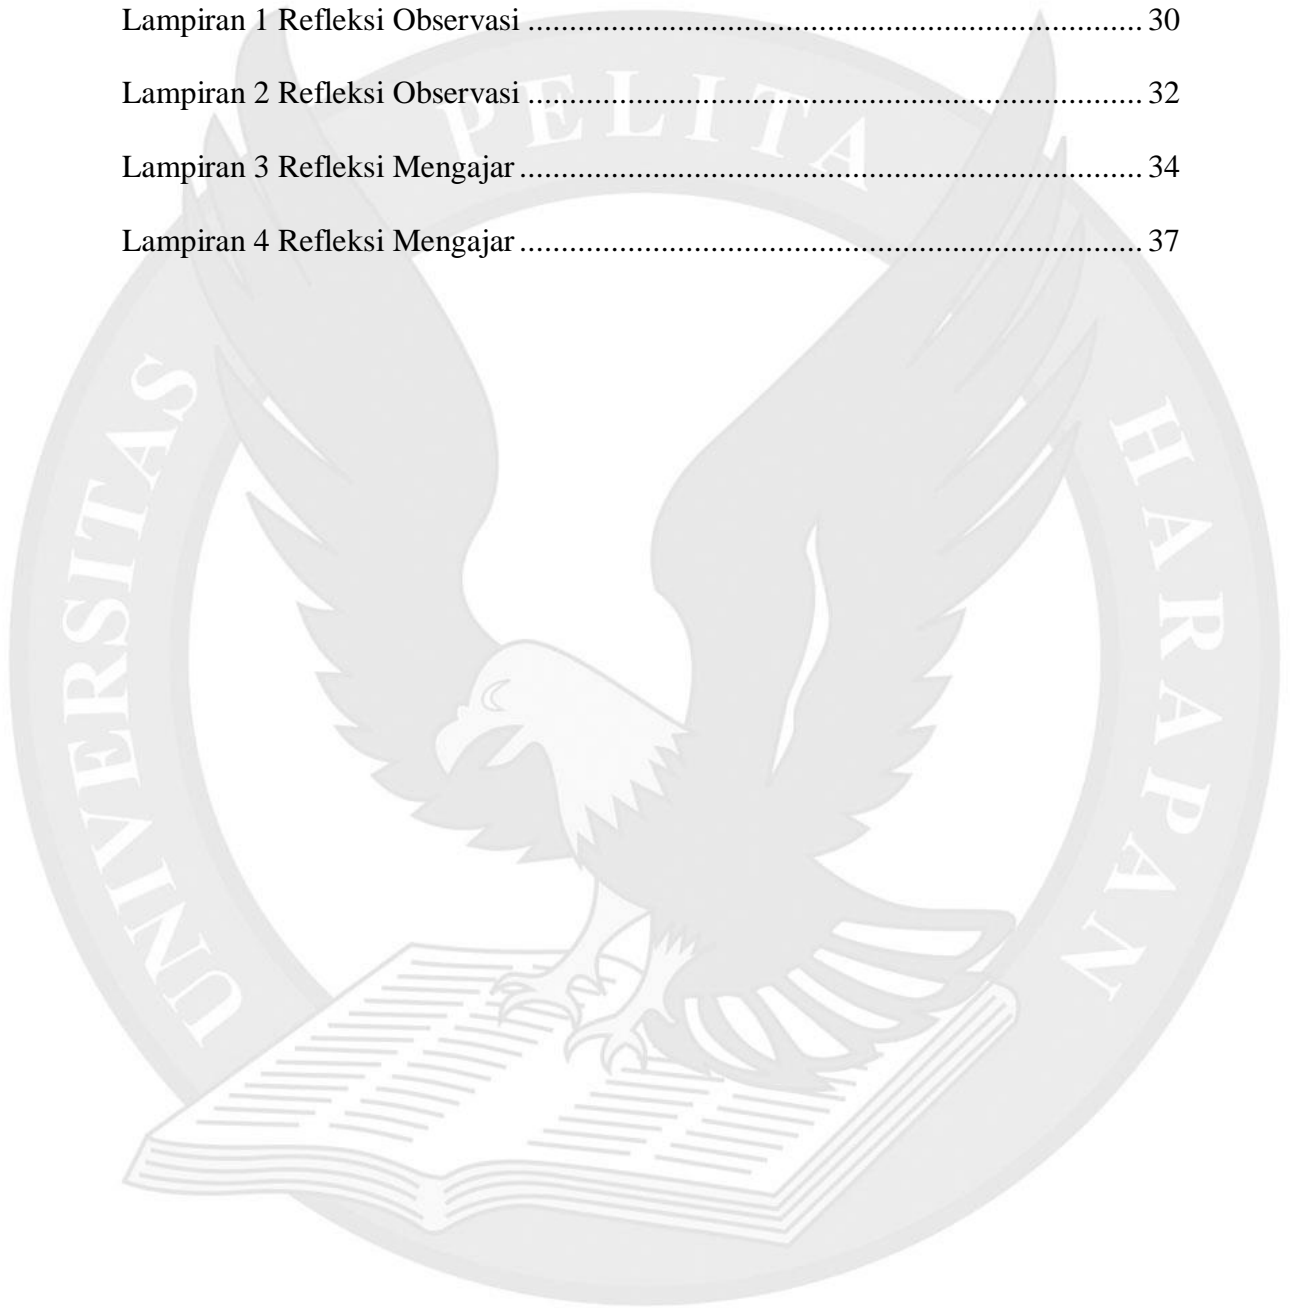 Lampiran 1 Refleksi Observasi .......................................................................... 30
Lampiran 2 Refleksi Observasi .......................................................................... 32
Lampiran 3 Refleksi Mengajar ........................................................................... 34
Lampiran 4 Refleksi Mengajar ........................................................................... 37
UNIVERSITAS PELITA HARAPAN